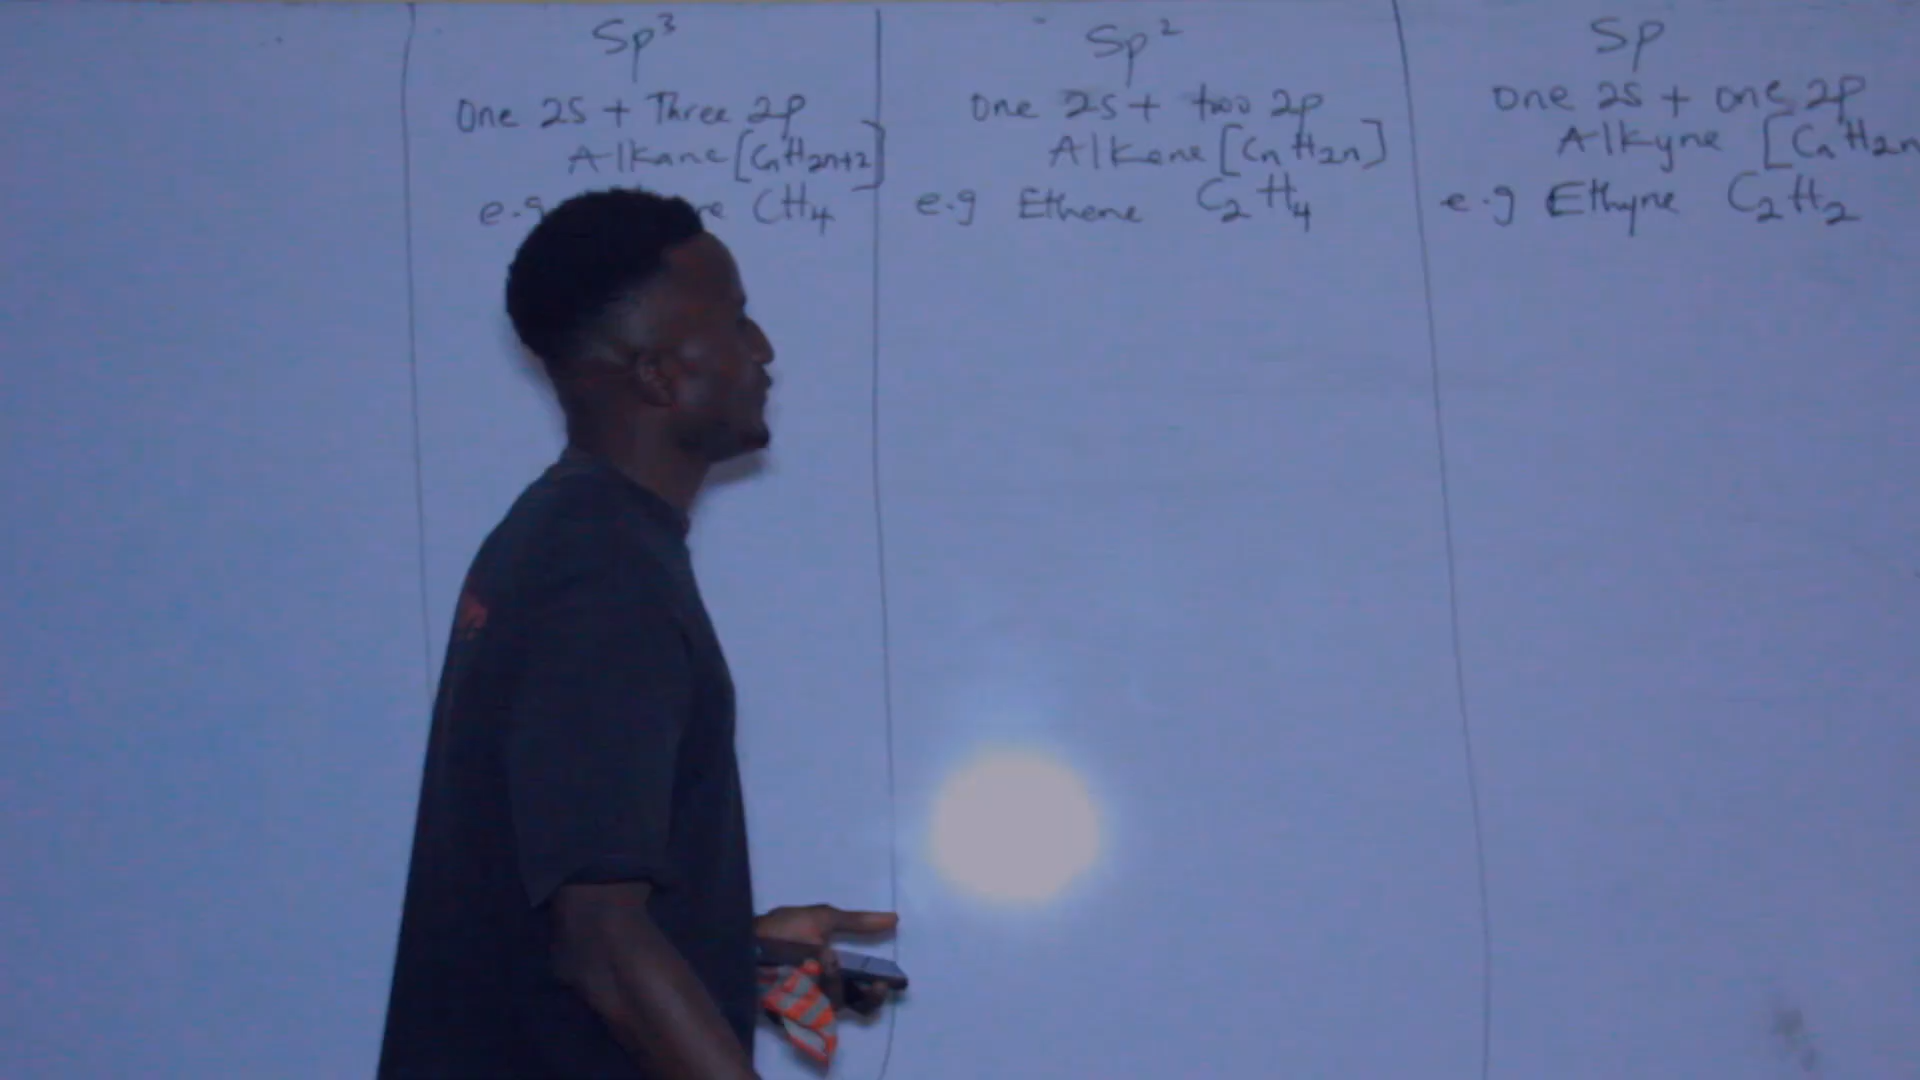 Sp³
One 2s + Three 2p
Alkane [CnH2n+2]
e.g CH4
Sp²
One 2s + two 2p
Alkene [CnH2n]
e.g Ethene C2H4
Sp
One 2s + one 2p
Alkyne [CnH2n
e.g Ethyne C2H2